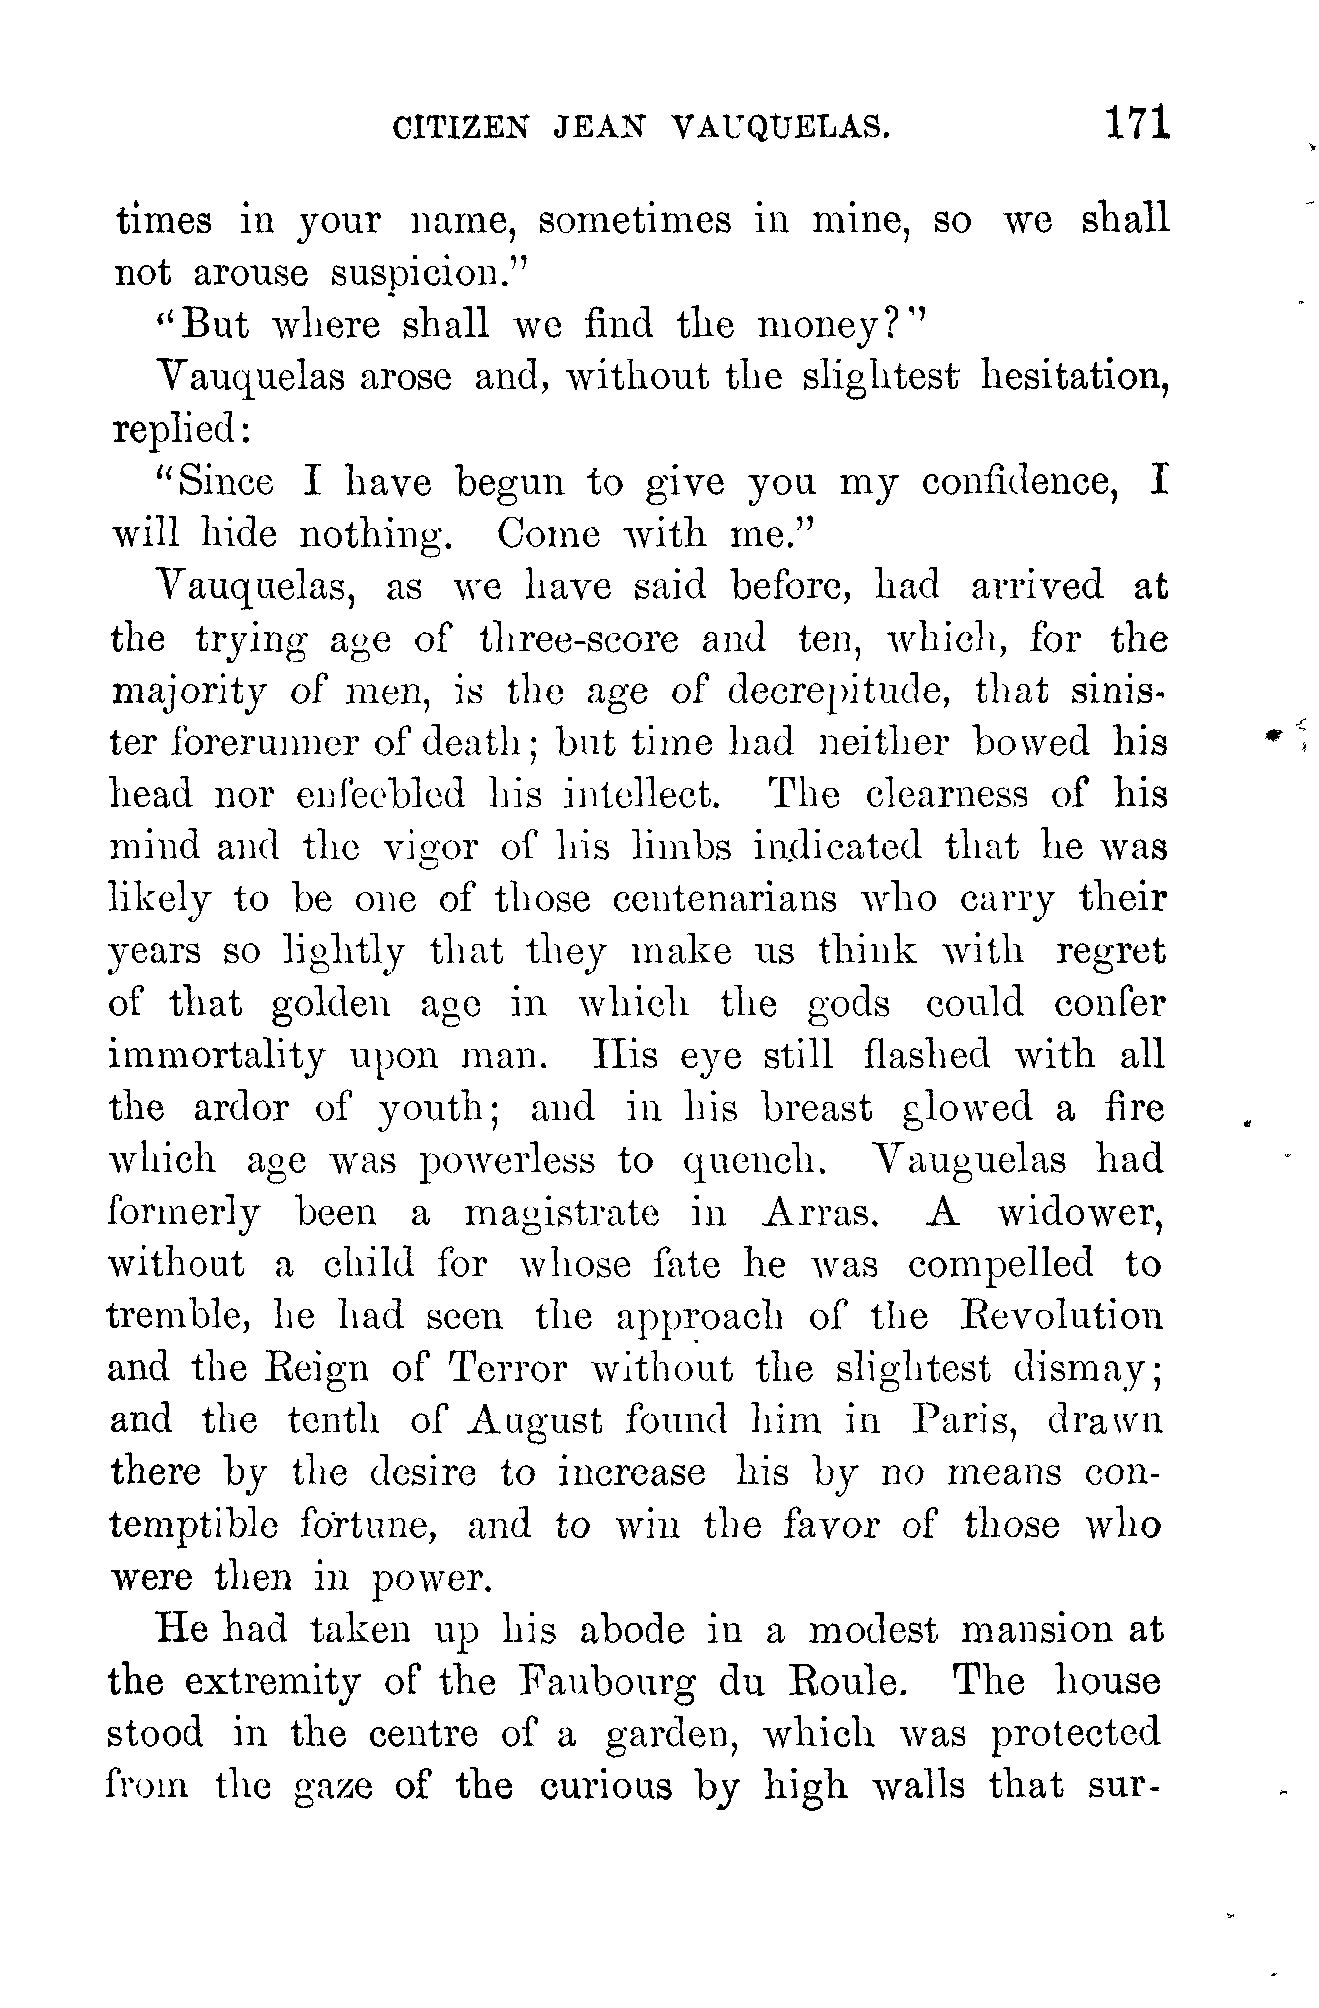 CITIZEN JEAN VAUQUELAS. 171
times in your name, sometimes in mine, so we shall
not arouse suspicion."
"But where shall we find the money?"
Vauquelas arose and, without the slightest hesitation,
replied:
"Since I have begun to give you my confidence, I
will hide nothing. Come with me."
Vauquelas, as we have said before, had arrived at
the trying age of three-score and ten, which, for the
majority of men, is the age of decrepitude, that sinis-
ter forerunner of death; but time had neither bowed his
head nor enfeebled his intellect. The clearness of his
mind and the vigor of his limbs indicated that he was
likely to be one of those centenarians who carry their
years so lightly that they make us think with regret
of that golden age in which the gods could confer
immortality upon man. His eye still flashed with all
the ardor of youth; and in his breast glowed a fire
which age was powerless to quench. Vauguelas had
formerly been a magistrate in Arras. A widower,
without a child for whose fate he was compelled to
tremble, he had seen the approach of the Revolution
and the Reign of Terror without the slightest dismay;
and the tenth of August found him in Paris, drawn
there by the desire to increase his by no means con-
temptible fortune, and to win the favor of those who
were then in power.
He had taken up his abode in a modest mansion at
the extremity of the Faubourg du Roule. The house
stood in the centre of a garden, which was protected
from the gaze of the curious by high walls that sur-